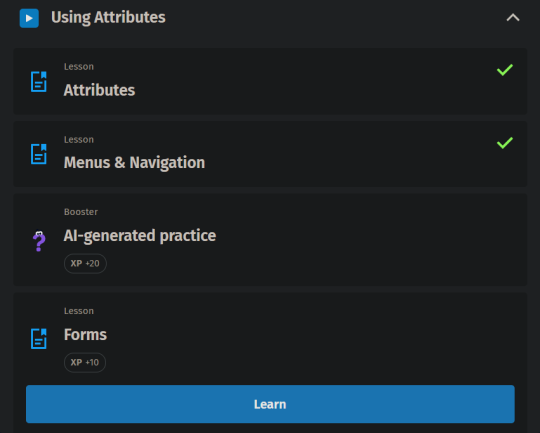 Using Attributes
Lesson
Attributes
Lesson
Menus & Navigation
Booster
AI-generated practice
XP +20
Lesson
Forms
XP +10
Learn